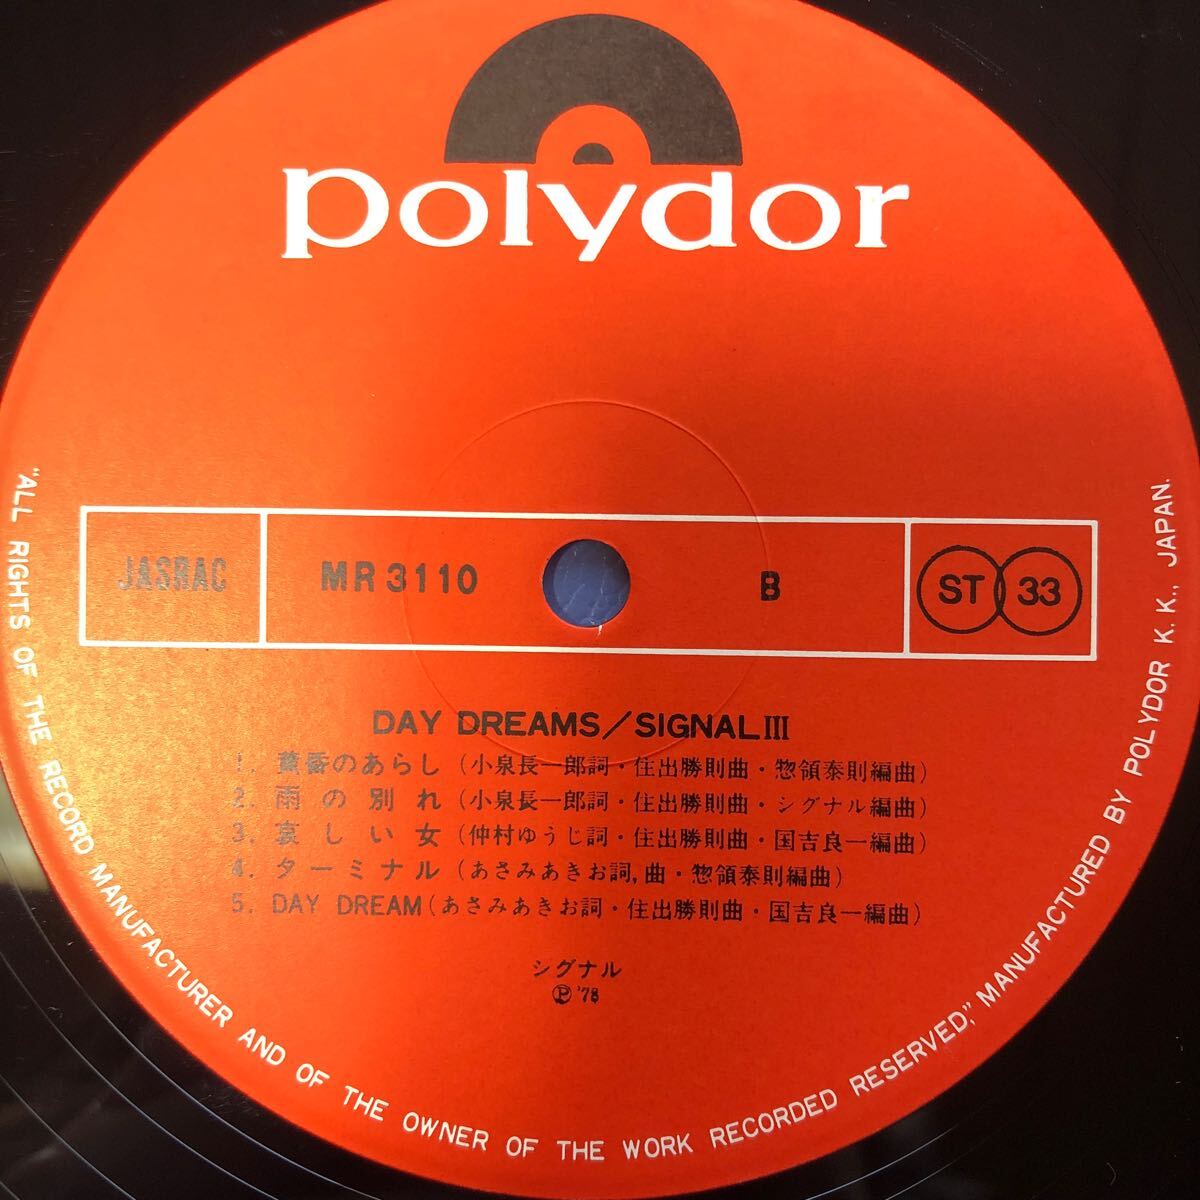 polydor
JASRAC MR 3110 B ST 33
DAY DREAMS/SIGNALⅢ
1. 黄昏のあらし (小泉長一郎詞・住出勝則曲・惣領泰則編曲)
2. 雨の別れ (小泉長一郎詞・住出勝則曲・シグナル編曲)
3. 哀しい女 (仲村ゆうじ詞・住出勝則曲・国吉良一編曲)
4. ターミナル (あさみあきお詞,曲・惣領泰則編曲)
5. DAY DREAM (あさみあきお詞・住出勝則曲・国吉良一編曲)
シグナル
Ⓟ '78
"ALL RIGHTS OF THE RECORD MANUFACTURER AND OF THE OWNER OF THE WORK RECORDED RESERVED," MANUFACTURED BY POLYDOR K. K., JAPAN.